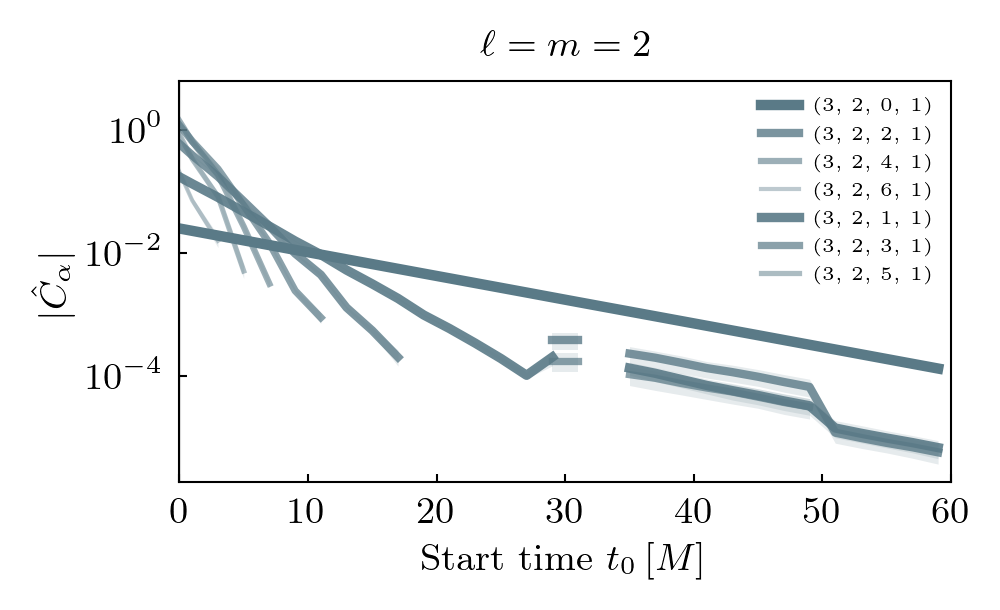 ℓ = m = 2
(3, 2, 0, 1)
(3, 2, 2, 1)
(3, 2, 4, 1)
(3, 2, 6, 1)
(3, 2, 1, 1)
(3, 2, 3, 1)
(3, 2, 5, 1)
|Ĉ_α|
10^0
10^{-2}
10^{-4}
0 10 20 30 40 50 60
Start time t_0 [M]